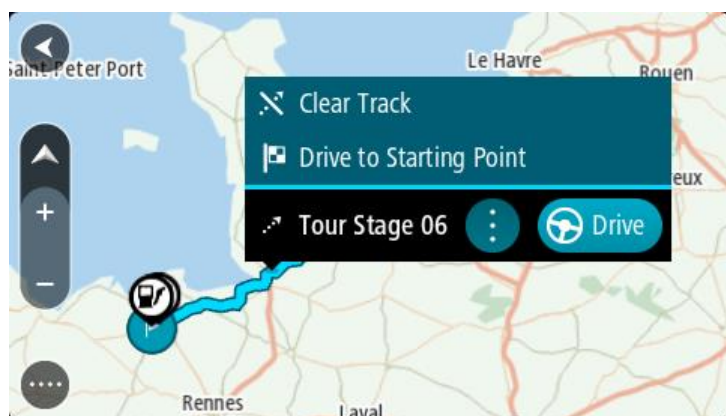 Saint Peter Port
Le Havre
Rouen
Clear Track
Drive to Starting Point
eux
Tour Stage 06
Drive
+
−
Rennes
Laval